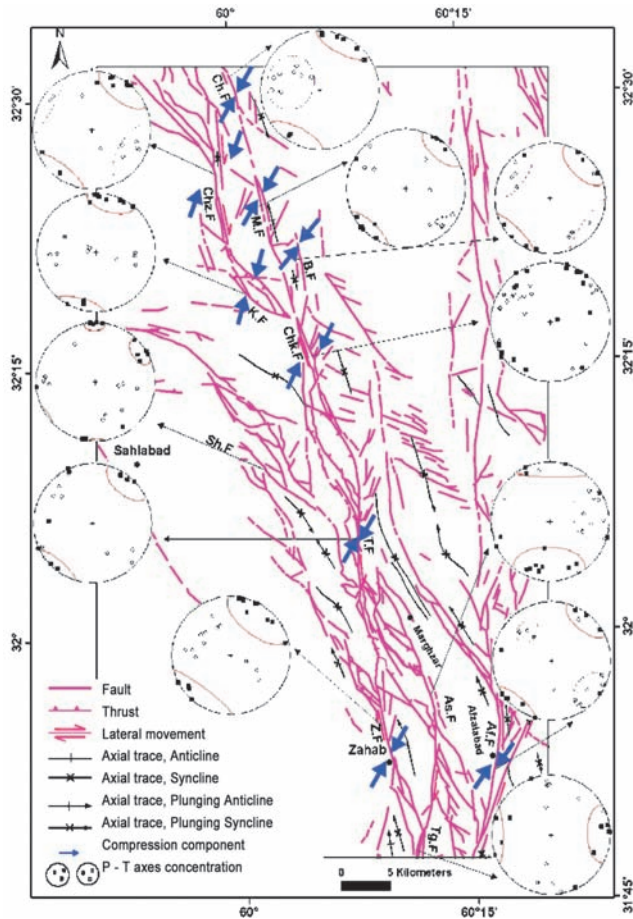 60°
60°15'
N
32°30'
32°30'
Ch.F
Chz.F
M.F
B.F
K.F
Chk.F
32°15'
32°15'
Sh.F
Sahlabad
T.F
Marghzar
32°
32°
As.F
Afzalabad
Af.F
Z.F
Zahab
Tg.F
Fault
Thrust
Lateral movement
Axial trace, Anticline
Axial trace, Syncline
Axial trace, Plunging Anticline
Axial trace, Plunging Syncline
Compression component
P - T axes concentration
0 5 Kilometers
31°45'
60°
60°15'